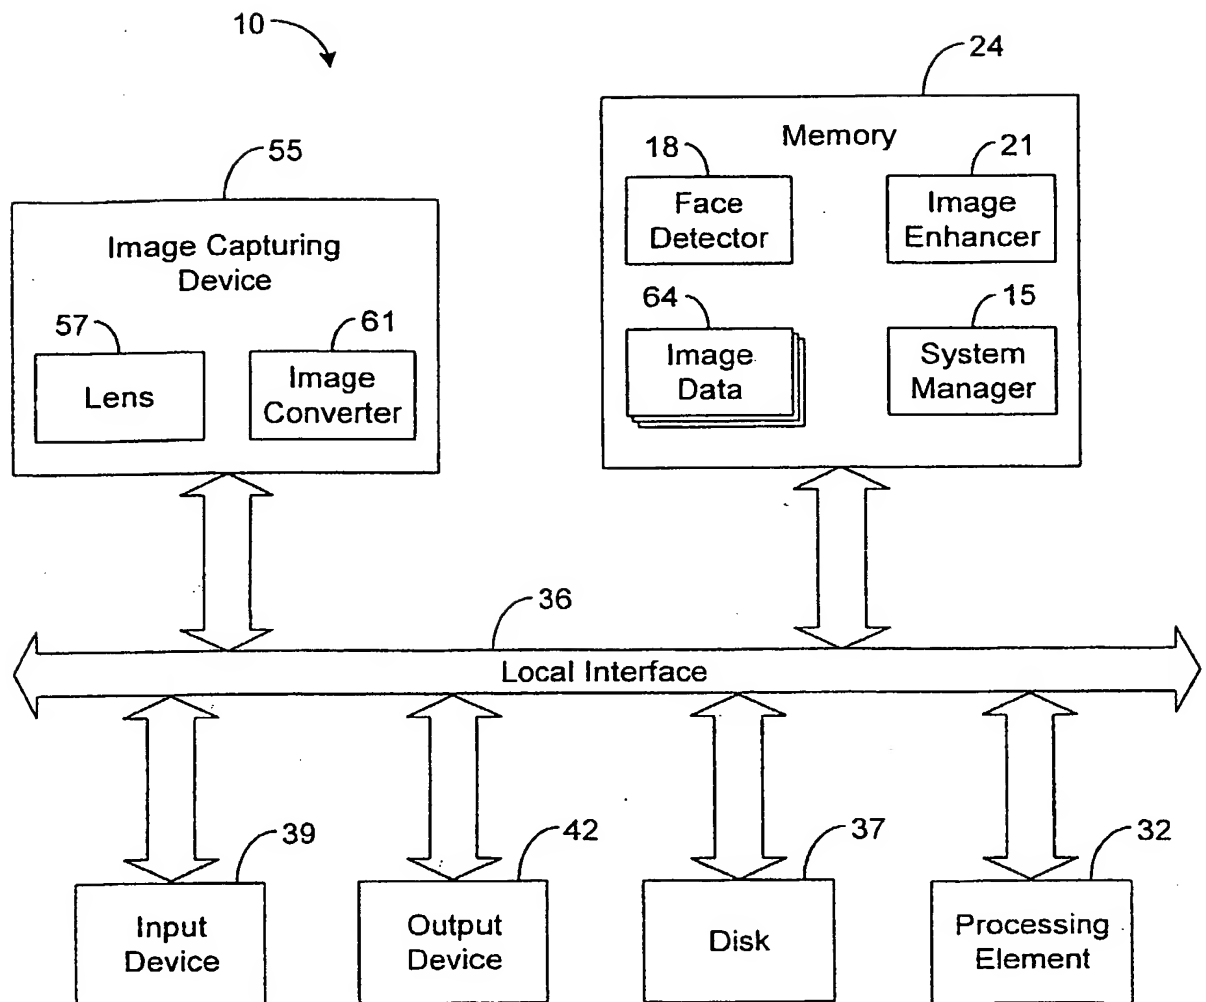 10
24
55
Memory
18
21
Face
Detector
Image
Enhancer
Image Capturing
Device
57
61
64
15
Lens
Image
Converter
Image
Data
System
Manager
36
Local Interface
39
42
37
32
Input
Device
Output
Device
Disk
Processing
Element